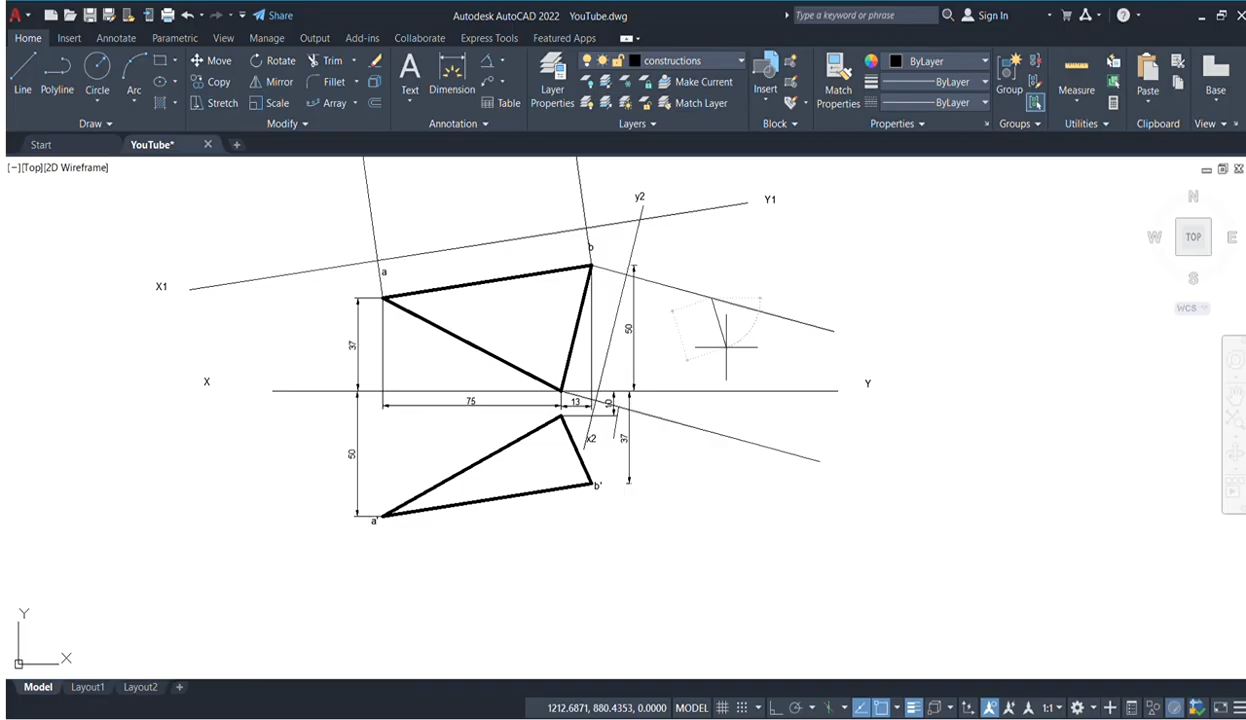 Share
Autodesk AutoCAD 2022 YouTube.dwg
Type a keyword or phrase
Sign In
Home Insert Annotate Parametric View Manage Output Add-ins Collaborate Express Tools Featured Apps
Line
Polyline
Circle
Arc
Move
Rotate
Trim
Copy
Mirror
Fillet
Stretch
Scale
Array
Text
Dimension
Table
Layer
Properties
constructions
Make Current
Match Layer
Insert
Match
Properties
ByLayer
ByLayer
ByLayer
Group
Measure
Paste
Base
Draw
Modify
Annotation
Layers
Block
Properties
Groups
Utilities
Clipboard
View
Start
YouTube*
[−][Top][2D Wireframe]
N
W
TOP
E
S
WCS
y2
Y1
b
a
X1
50
37
X
Y
75
13
10
x2
37
50
b'
a'
Y
X
Model Layout1 Layout2
1212.6871, 880.4353, 0.0000 MODEL
1:1